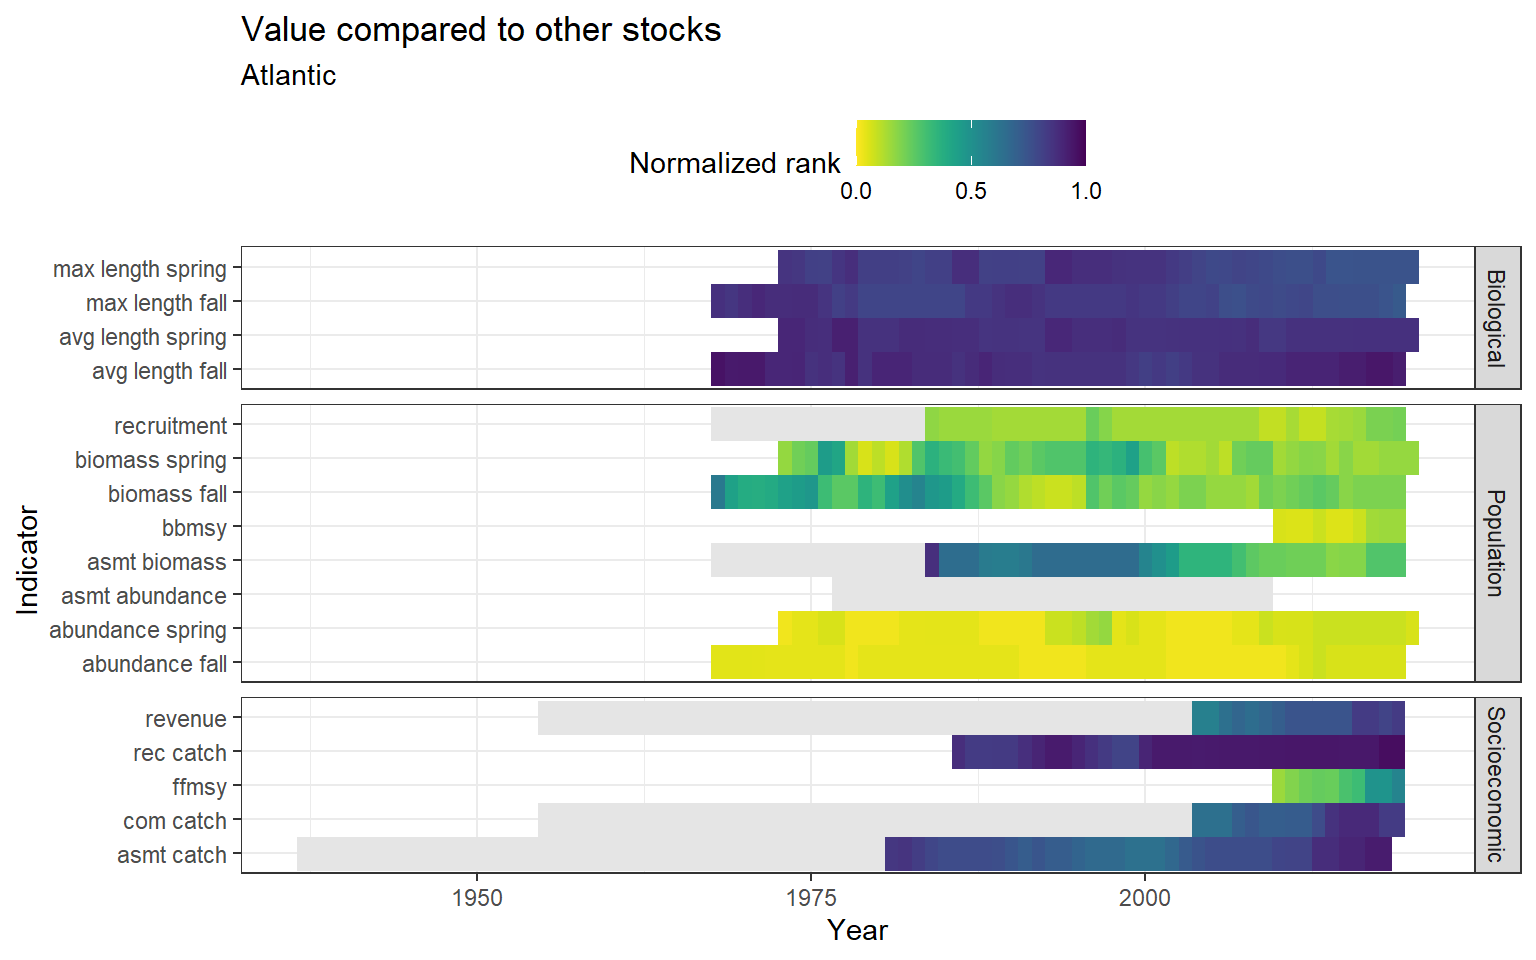 Value compared to other stocks
Atlantic
Normalized rank
0.0 0.5 1.0
max length spring
max length fall
avg length spring
avg length fall
Biological
recruitment
biomass spring
biomass fall
bbmsy
asmt biomass
asmt abundance
abundance spring
abundance fall
Population
revenue
rec catch
ffmsy
com catch
asmt catch
Socioeconomic
Indicator
1950 1975 2000
Year